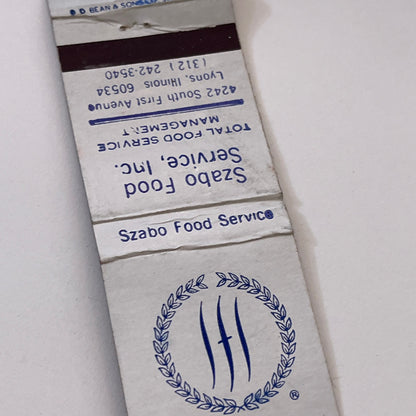 D BEAN & SONS
Szabo Food
Service, Inc.
TOTAL FOOD SERVICE
MANAGEMENT
4242 South First Avenue
Lyons, Illinois 60534
(312) 242-3540
Szabo Food Service
®